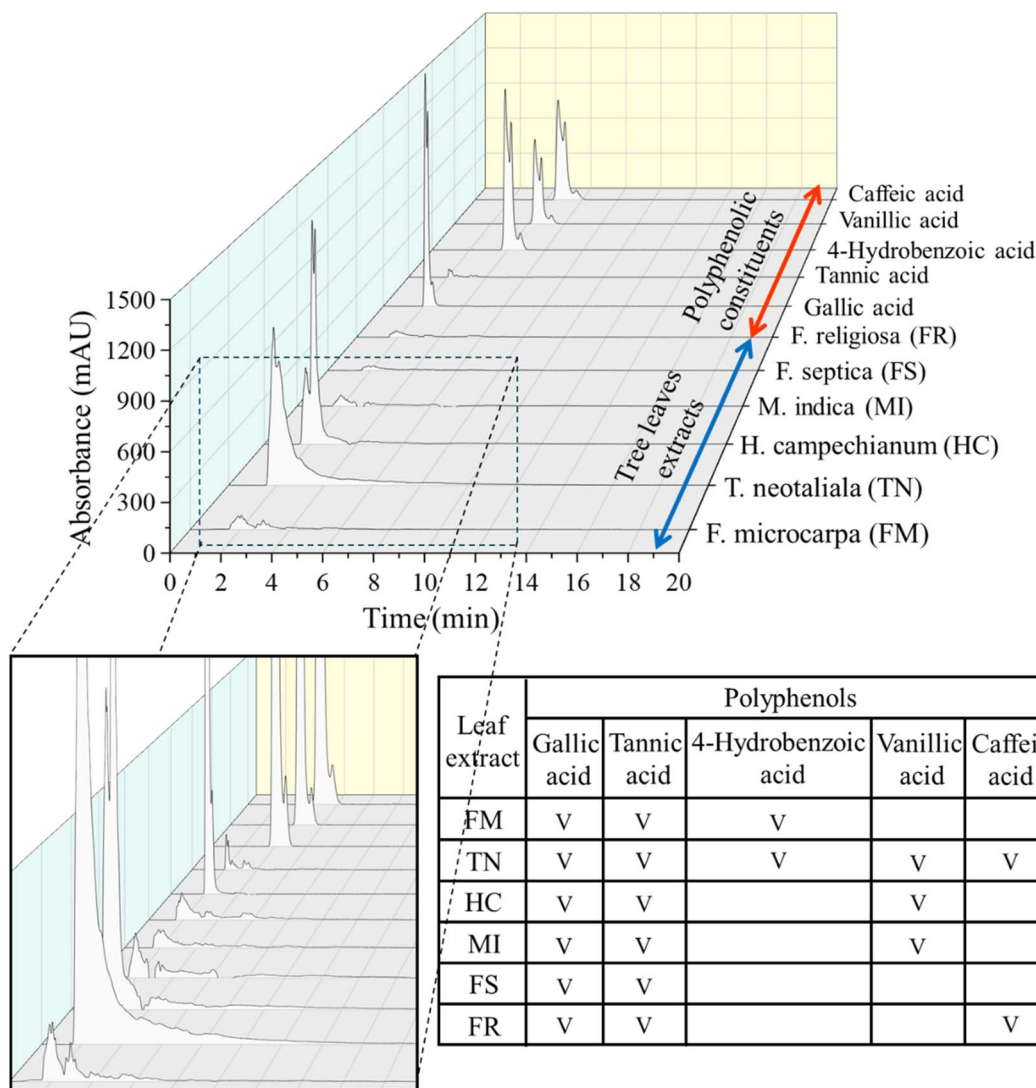 Caffeic acid
Vanillic acid
4-Hydrobenzoic acid
Tannic acid
Gallic acid
F. religiosa (FR)
F. septica (FS)
M. indica (MI)
H. campechianum (HC)
T. neotaliala (TN)
F. microcarpa (FM)
Polyphenolic
constituents
Tree leaves
extracts
1500
1200
900
600
300
0
Absorbance (mAU)
0 2 4 6 8 10 12 14 16 18 20
Time (min)
Leaf
extract
Polyphenols
Gallic acid Tannic acid 4-Hydrobenzoic acid Vanillic acid Caffei acid
FM V V V
TN V V V V V
HC V V V
MI V V V
FS V V
FR V V V